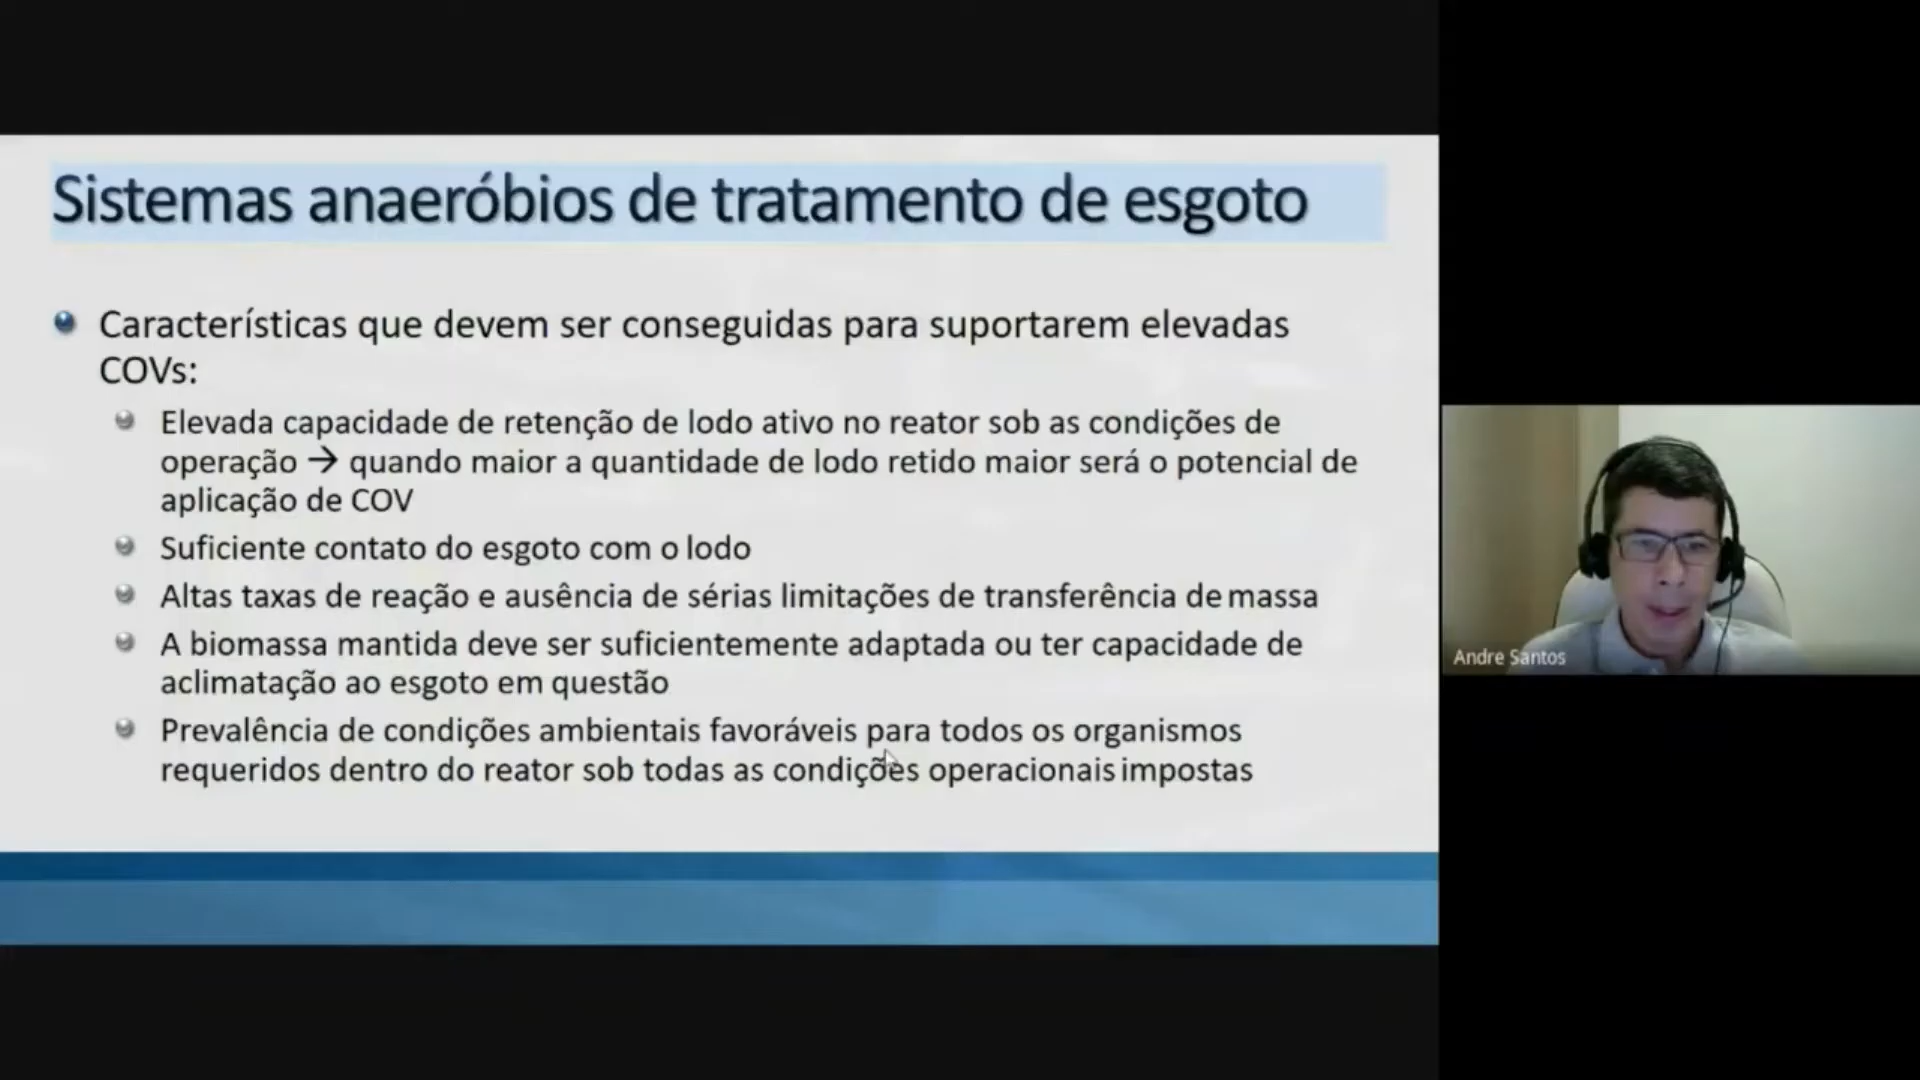 Sistemas anaeróbios de tratamento de esgoto
Características que devem ser conseguidas para suportarem elevadas
COVs:
Elevada capacidade de retenção de lodo ativo no reator sob as condições de
operação → quando maior a quantidade de lodo retido maior será o potencial de
aplicação de COV
Suficiente contato do esgoto com o lodo
Altas taxas de reação e ausência de sérias limitações de transferência de massa
A biomassa mantida deve ser suficientemente adaptada ou ter capacidade de
aclimatação ao esgoto em questão
Prevalência de condições ambientais favoráveis para todos os organismos
requeridos dentro do reator sob todas as condições operacionais impostas
Andre Santos